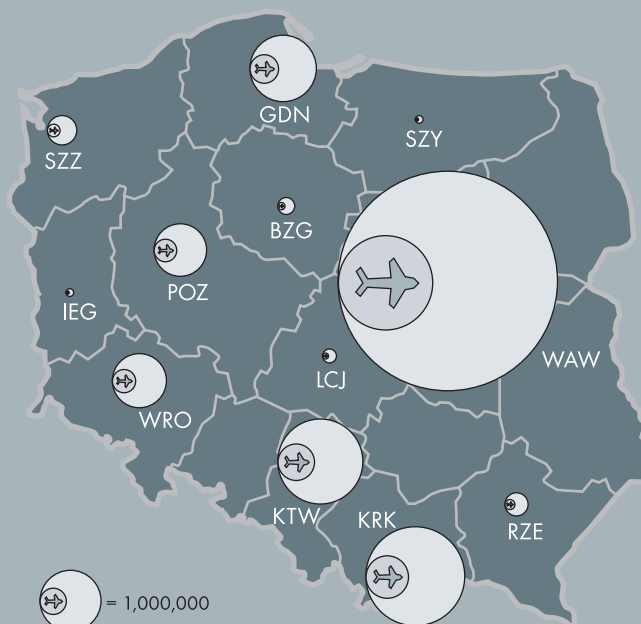 GDN
SZY
SZZ
BZG
POZ
IEG
WAW
LCJ
WRO
KTW
KRK
RZE
= 1,000,000